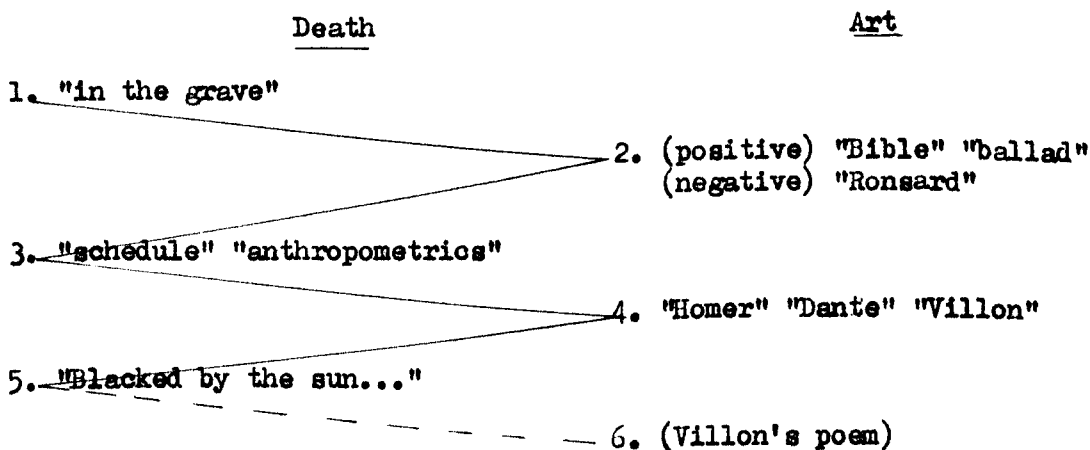 Death Art
1. "in the grave"
2. (positive) "Bible" "ballad"
(negative) "Ronsard"
3. "schedule" "anthropometrics"
4. "Homer" "Dante" "Villon"
5. "Blacked by the sun..."
6. (Villon's poem)